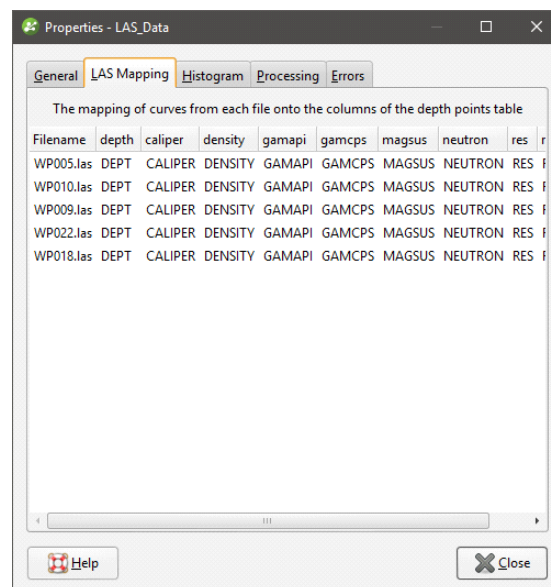 Properties - LAS_Data
General LAS Mapping Histogram Processing Errors
The mapping of curves from each file onto the columns of the depth points table
Filename depth caliper density gamapi gamcps magsus neutron res r
WP005.las DEPT CALIPER DENSITY GAMAPI GAMCPS MAGSUS NEUTRON RES
WP010.las DEPT CALIPER DENSITY GAMAPI GAMCPS MAGSUS NEUTRON RES
WP009.las DEPT CALIPER DENSITY GAMAPI GAMCPS MAGSUS NEUTRON RES
WP022.las DEPT CALIPER DENSITY GAMAPI GAMCPS MAGSUS NEUTRON RES
WP018.las DEPT CALIPER DENSITY GAMAPI GAMCPS MAGSUS NEUTRON RES
Help Close